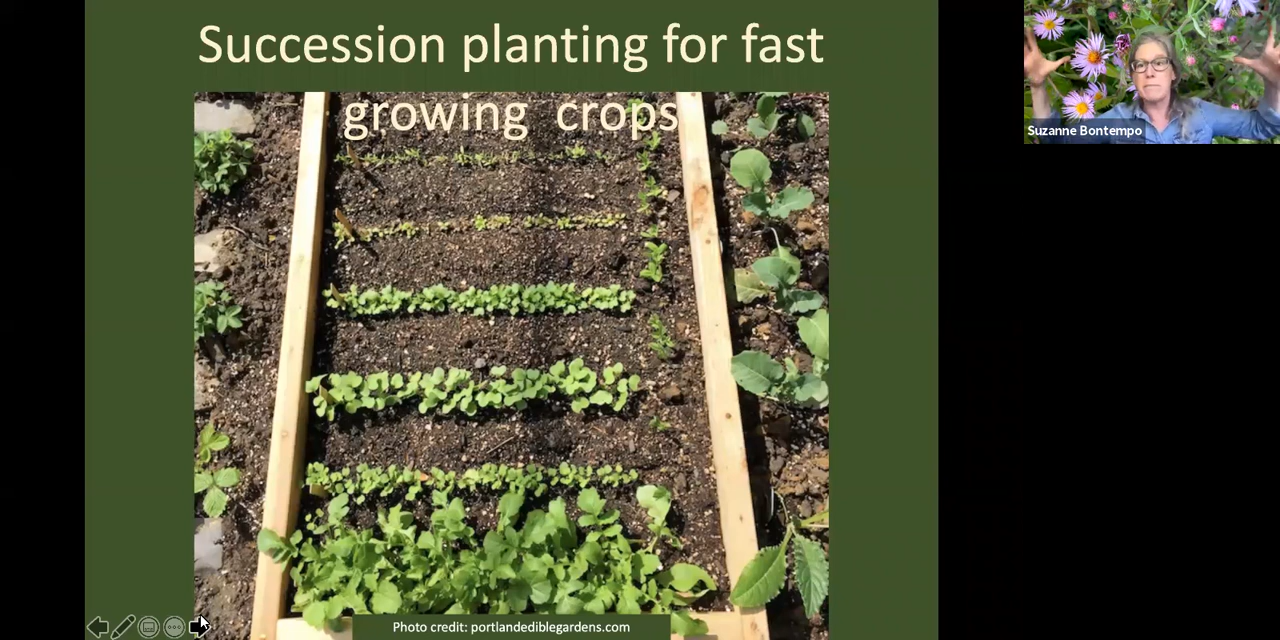 Succession planting for fast
growing crops
Suzanne Bontempo
Photo credit: portlandediblegardens.com